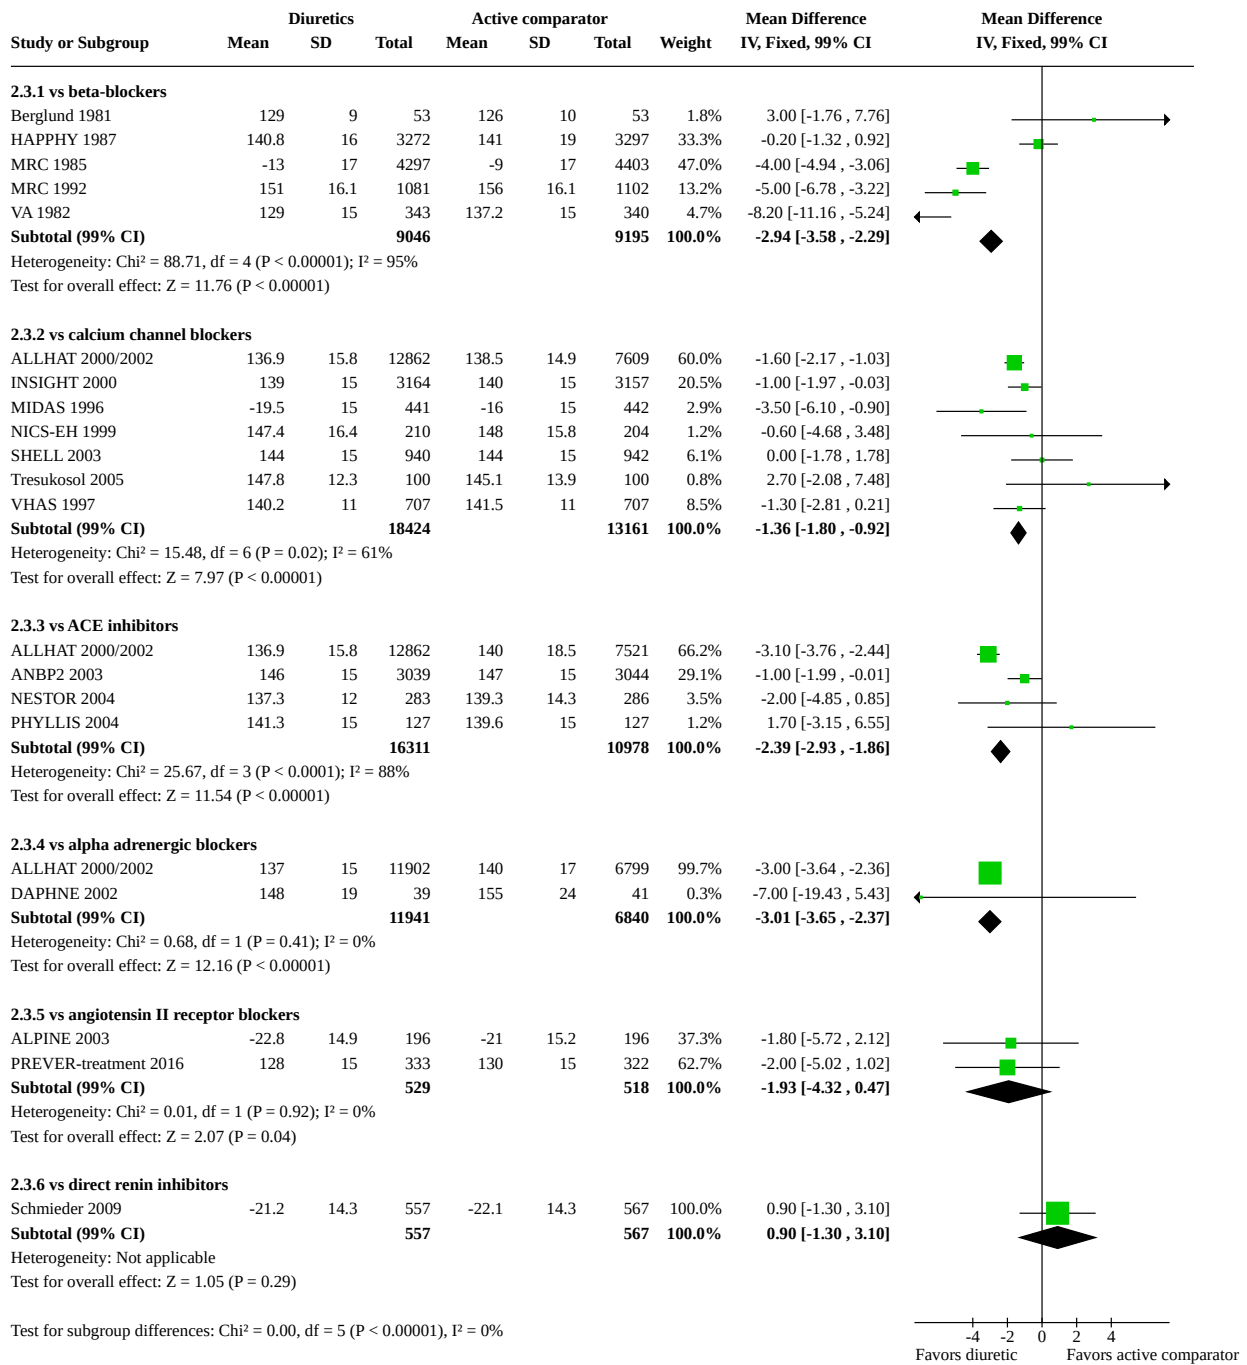 Diuretics Active comparator Mean Difference Mean Difference
Study or Subgroup Mean SD Total Mean SD Total Weight IV, Fixed, 99% CI IV, Fixed, 99% CI
2.3.1 vs beta-blockers
Berglund 1981 129 9 53 126 10 53 1.8% 3.00 [-1.76 , 7.76]
HAPPHY 1987 140.8 16 3272 141 19 3297 33.3% -0.20 [-1.32 , 0.92]
MRC 1985 -13 17 4297 -9 17 4403 47.0% -4.00 [-4.94 , -3.06]
MRC 1992 151 16.1 1081 156 16.1 1102 13.2% -5.00 [-6.78 , -3.22]
VA 1982 129 15 343 137.2 15 340 4.7% -8.20 [-11.16 , -5.24]
Subtotal (99% CI) 9046 9195 100.0% -2.94 [-3.58 , -2.29]
Heterogeneity: Chi² = 88.71, df = 4 (P < 0.00001); I² = 95%
Test for overall effect: Z = 11.76 (P < 0.00001)
2.3.2 vs calcium channel blockers
ALLHAT 2000/2002 136.9 15.8 12862 138.5 14.9 7609 60.0% -1.60 [-2.17 , -1.03]
INSIGHT 2000 139 15 3164 140 15 3157 20.5% -1.00 [-1.97 , -0.03]
MIDAS 1996 -19.5 15 441 -16 15 442 2.9% -3.50 [-6.10 , -0.90]
NICS-EH 1999 147.4 16.4 210 148 15.8 204 1.2% -0.60 [-4.68 , 3.48]
SHELL 2003 144 15 940 144 15 942 6.1% 0.00 [-1.78 , 1.78]
Tresukosol 2005 147.8 12.3 100 145.1 13.9 100 0.8% 2.70 [-2.08 , 7.48]
VHAS 1997 140.2 11 707 141.5 11 707 8.5% -1.30 [-2.81 , 0.21]
Subtotal (99% CI) 18424 13161 100.0% -1.36 [-1.80 , -0.92]
Heterogeneity: Chi² = 15.48, df = 6 (P = 0.02); I² = 61%
Test for overall effect: Z = 7.97 (P < 0.00001)
2.3.3 vs ACE inhibitors
ALLHAT 2000/2002 136.9 15.8 12862 140 18.5 7521 66.2% -3.10 [-3.76 , -2.44]
ANBP2 2003 146 15 3039 147 15 3044 29.1% -1.00 [-1.99 , -0.01]
NESTOR 2004 137.3 12 283 139.3 14.3 286 3.5% -2.00 [-4.85 , 0.85]
PHYLLIS 2004 141.3 15 127 139.6 15 127 1.2% 1.70 [-3.15 , 6.55]
Subtotal (99% CI) 16311 10978 100.0% -2.39 [-2.93 , -1.86]
Heterogeneity: Chi² = 25.67, df = 3 (P < 0.0001); I² = 88%
Test for overall effect: Z = 11.54 (P < 0.00001)
2.3.4 vs alpha adrenergic blockers
ALLHAT 2000/2002 137 15 11902 140 17 6799 99.7% -3.00 [-3.64 , -2.36]
DAPHNE 2002 148 19 39 155 24 41 0.3% -7.00 [-19.43 , 5.43]
Subtotal (99% CI) 11941 6840 100.0% -3.01 [-3.65 , -2.37]
Heterogeneity: Chi² = 0.68, df = 1 (P = 0.41); I² = 0%
Test for overall effect: Z = 12.16 (P < 0.00001)
2.3.5 vs angiotensin II receptor blockers
ALPINE 2003 -22.8 14.9 196 -21 15.2 196 37.3% -1.80 [-5.72 , 2.12]
PREVER-treatment 2016 128 15 333 130 15 322 62.7% -2.00 [-5.02 , 1.02]
Subtotal (99% CI) 529 518 100.0% -1.93 [-4.32 , 0.47]
Heterogeneity: Chi² = 0.01, df = 1 (P = 0.92); I² = 0%
Test for overall effect: Z = 2.07 (P = 0.04)
2.3.6 vs direct renin inhibitors
Schmieder 2009 -21.2 14.3 557 -22.1 14.3 567 100.0% 0.90 [-1.30 , 3.10]
Subtotal (99% CI) 557 567 100.0% 0.90 [-1.30 , 3.10]
Heterogeneity: Not applicable
Test for overall effect: Z = 1.05 (P = 0.29)
Test for subgroup differences: Chi² = 0.00, df = 5 (P < 0.00001), I² = 0%
-4 -2 0 2 4
Favors diuretic Favors active comparator